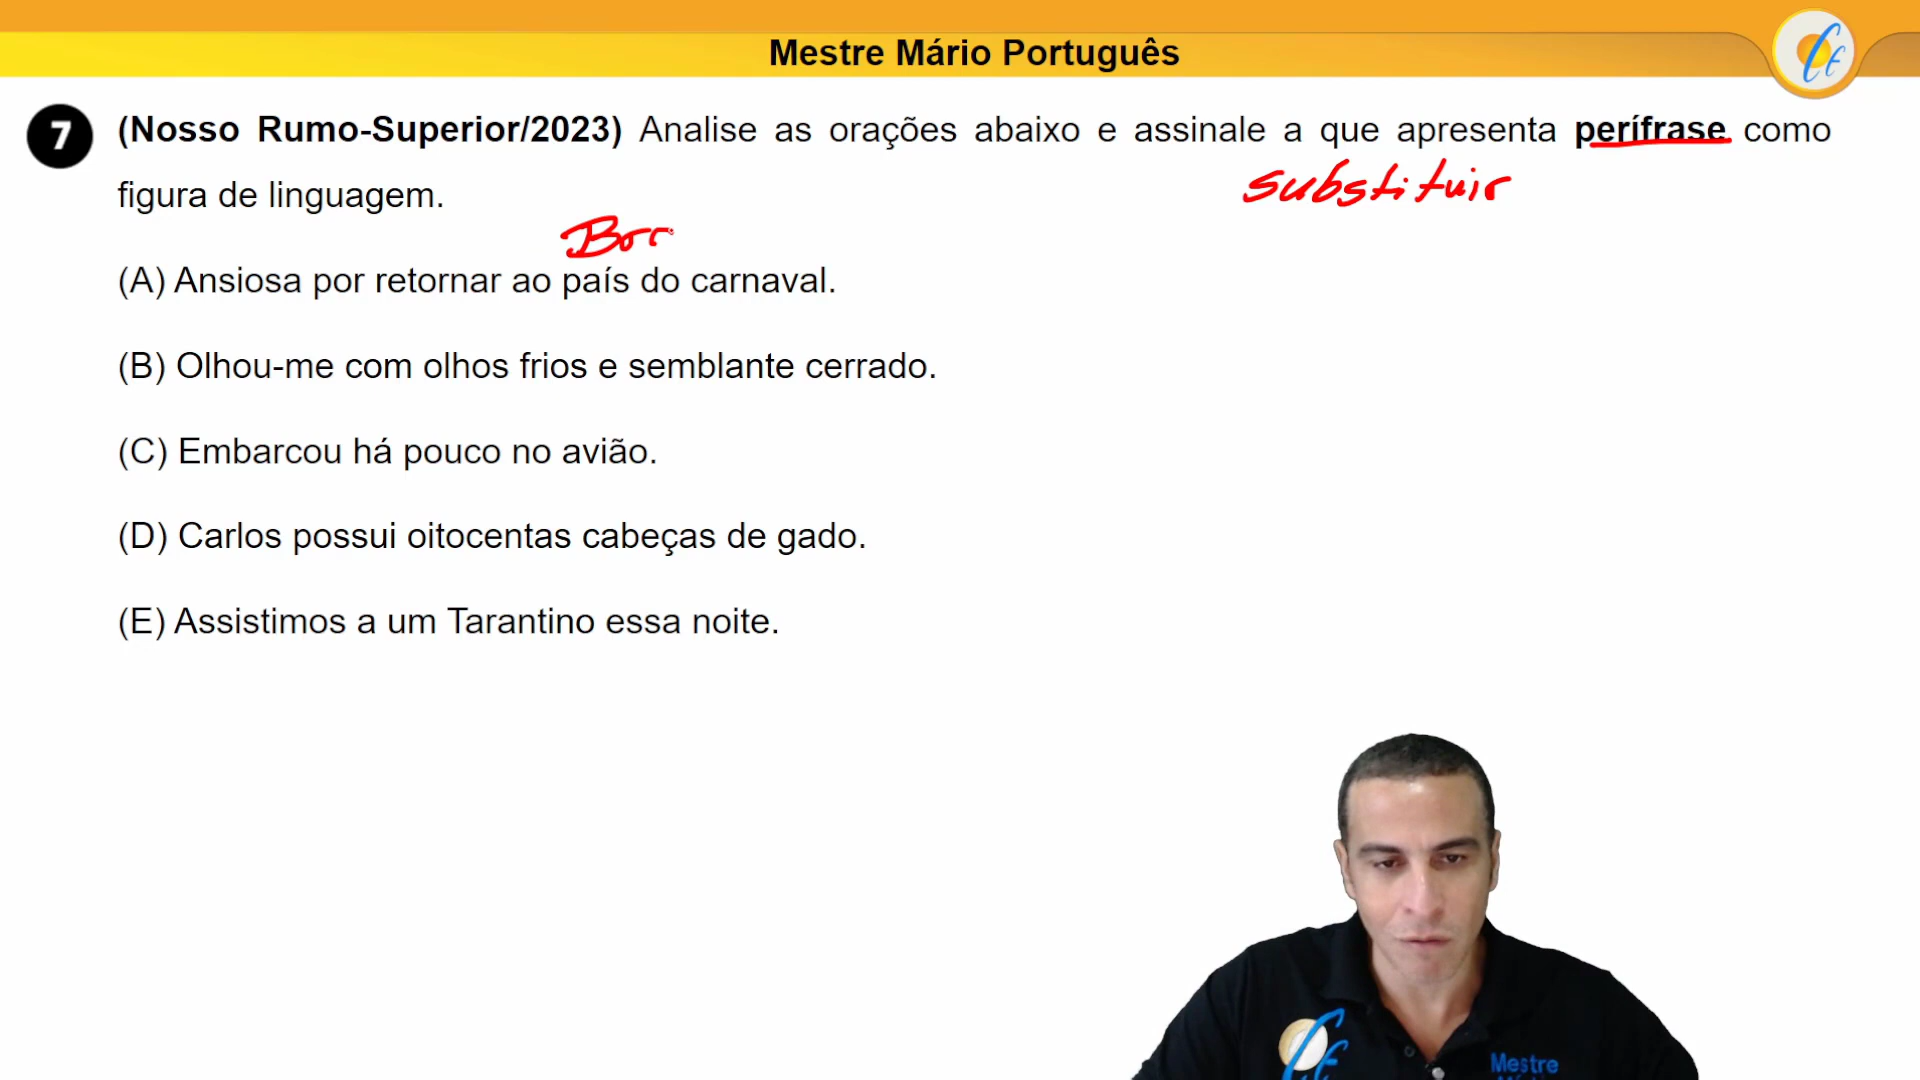 Mestre Mário Português
7 (Nosso Rumo-Superior/2023) Analise as orações abaixo e assinale a que apresenta perífrase como
substituir
figura de linguagem.
(A) Ansiosa por retornar ao país do carnaval.
(B) Olhou-me com olhos frios e semblante cerrado.
(C) Embarcou há pouco no avião.
(D) Carlos possui oitocentas cabeças de gado.
(E) Assistimos a um Tarantino essa noite.
Mestre